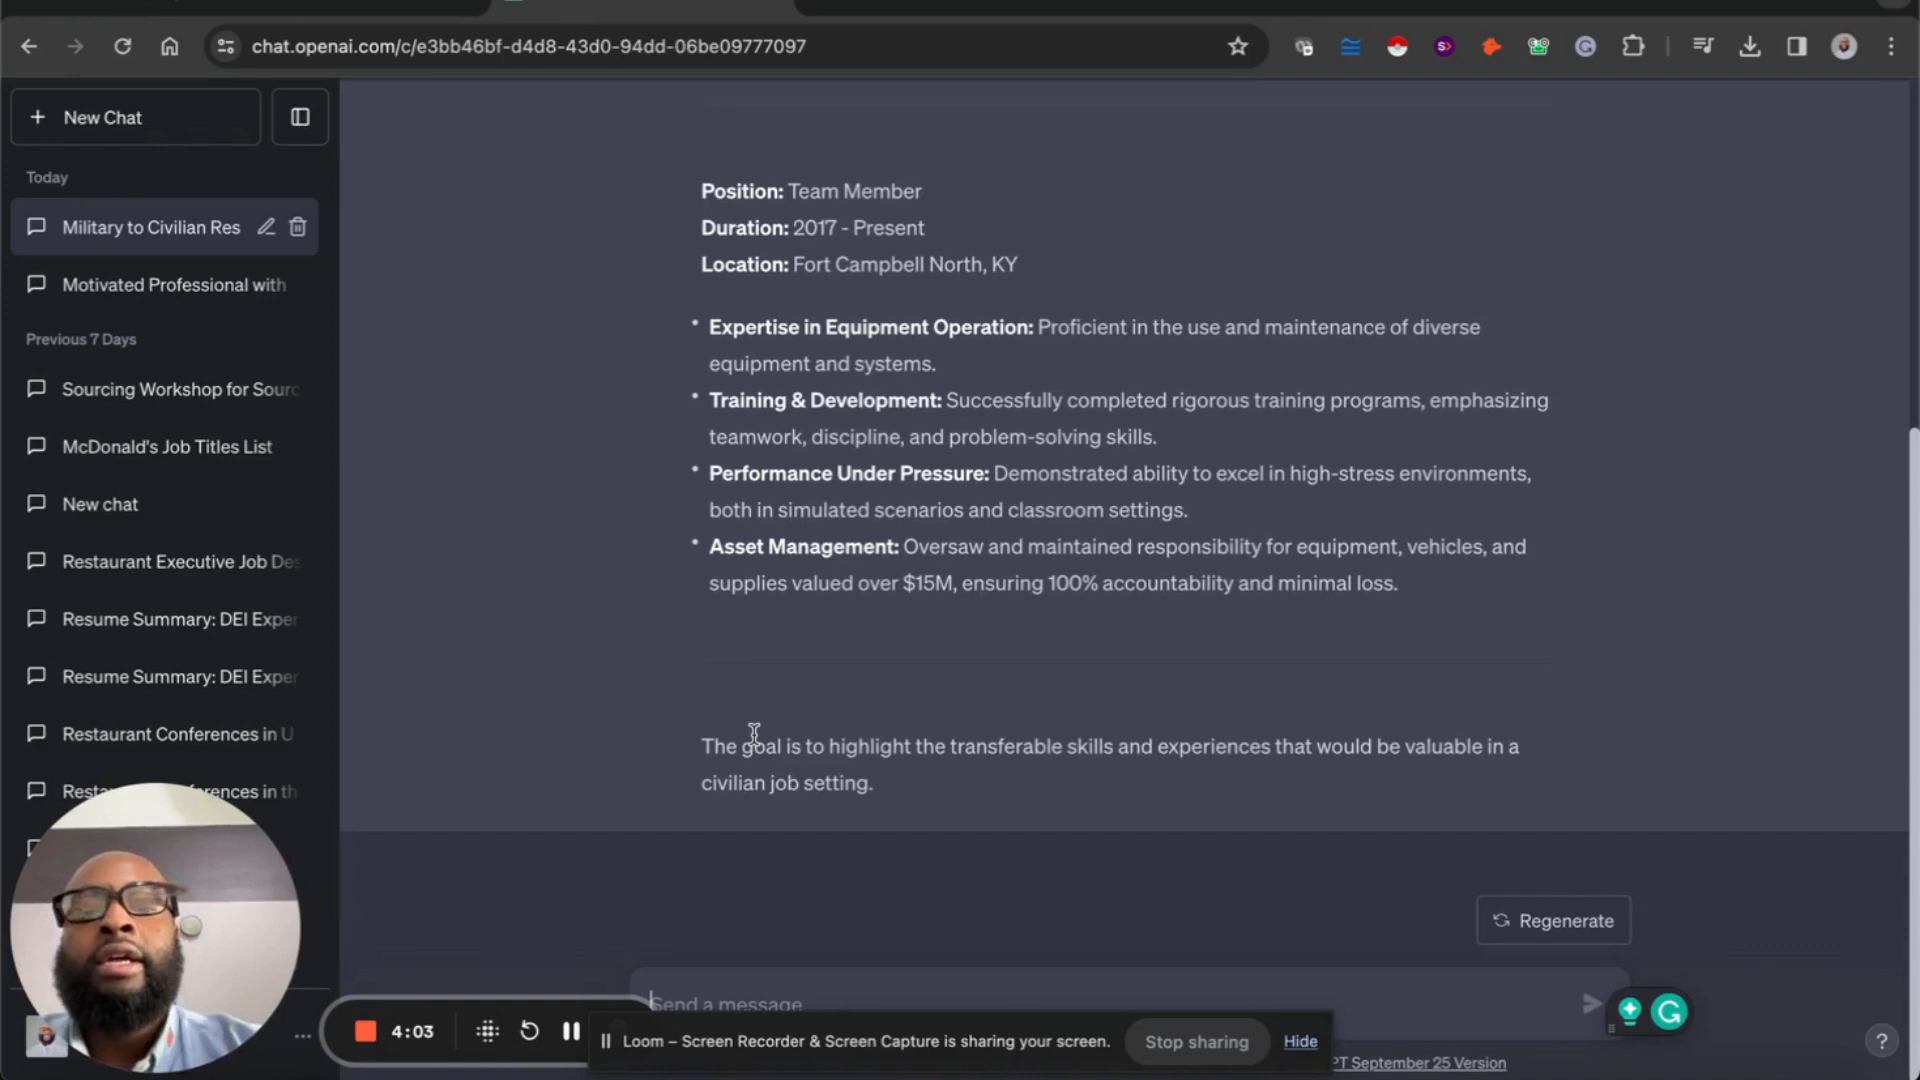 chat.openai.com/c/e3bb46bf-d4d8-43d0-94dd-06be09777097
New Chat
Today
Military to Civilian Res
Motivated Professional with
Previous 7 Days
Sourcing Workshop for Sourc
McDonald's Job Titles List
New chat
Restaurant Executive Job Des
Resume Summary: DEI Exper
Resume Summary: DEI Exper
Restaurant Conferences in U
Position: Team Member
Duration: 2017 - Present
Location: Fort Campbell North, KY
• Expertise in Equipment Operation: Proficient in the use and maintenance of diverse
equipment and systems.
• Training & Development: Successfully completed rigorous training programs, emphasizing
teamwork, discipline, and problem-solving skills.
• Performance Under Pressure: Demonstrated ability to excel in high-stress environments,
both in simulated scenarios and classroom settings.
• Asset Management: Oversaw and maintained responsibility for equipment, vehicles, and
supplies valued over $15M, ensuring 100% accountability and minimal loss.
The goal is to highlight the transferable skills and experiences that would be valuable in a
civilian job setting.
Regenerate
Send a message
4:03
Loom – Screen Recorder & Screen Capture is sharing your screen.
Stop sharing
Hide
PT September 25 Version
?